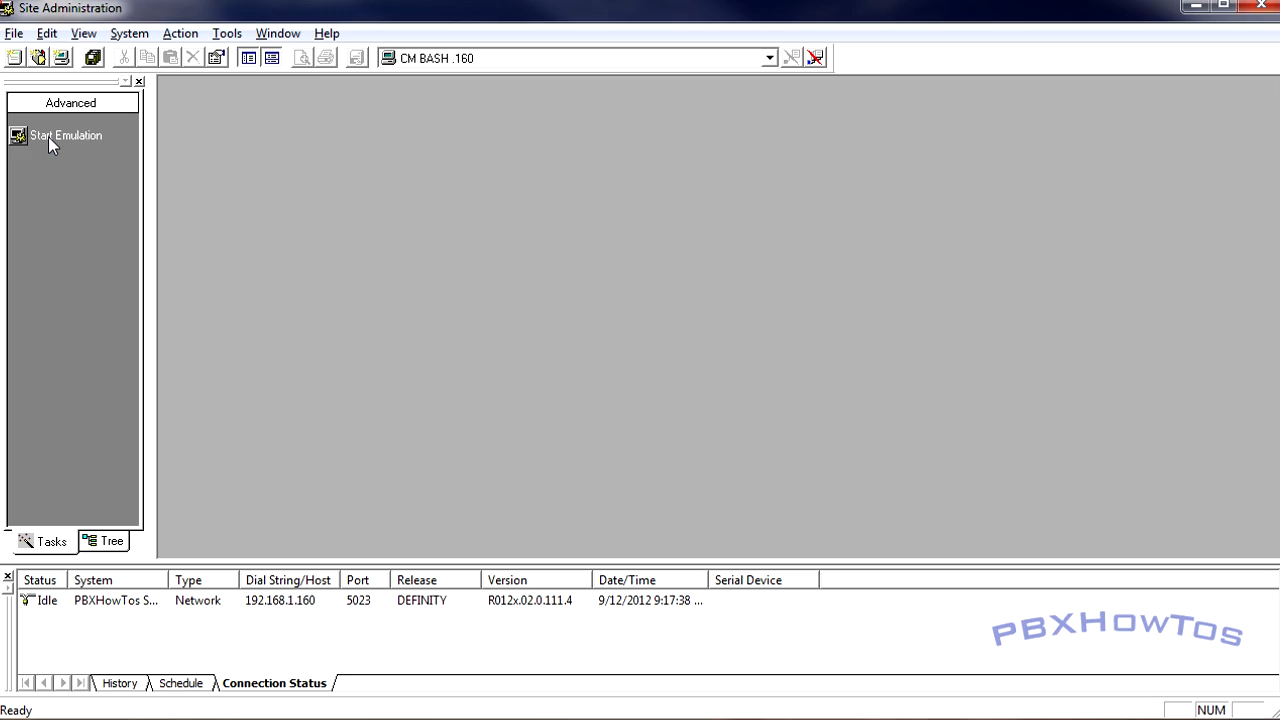 Site Administration
File Edit View System Action Tools Window Help
CM BASH .160
Advanced
Start Emulation
Tasks Tree
Status System Type Dial String/Host Port Release Version Date/Time Serial Device
Idle PBXHowTos S... Network 192.168.1.160 5023 DEFINITY R012x.02.0.111.4 9/12/2012 9:17:38 ...
PBXHowTos
History Schedule Connection Status
Ready NUM